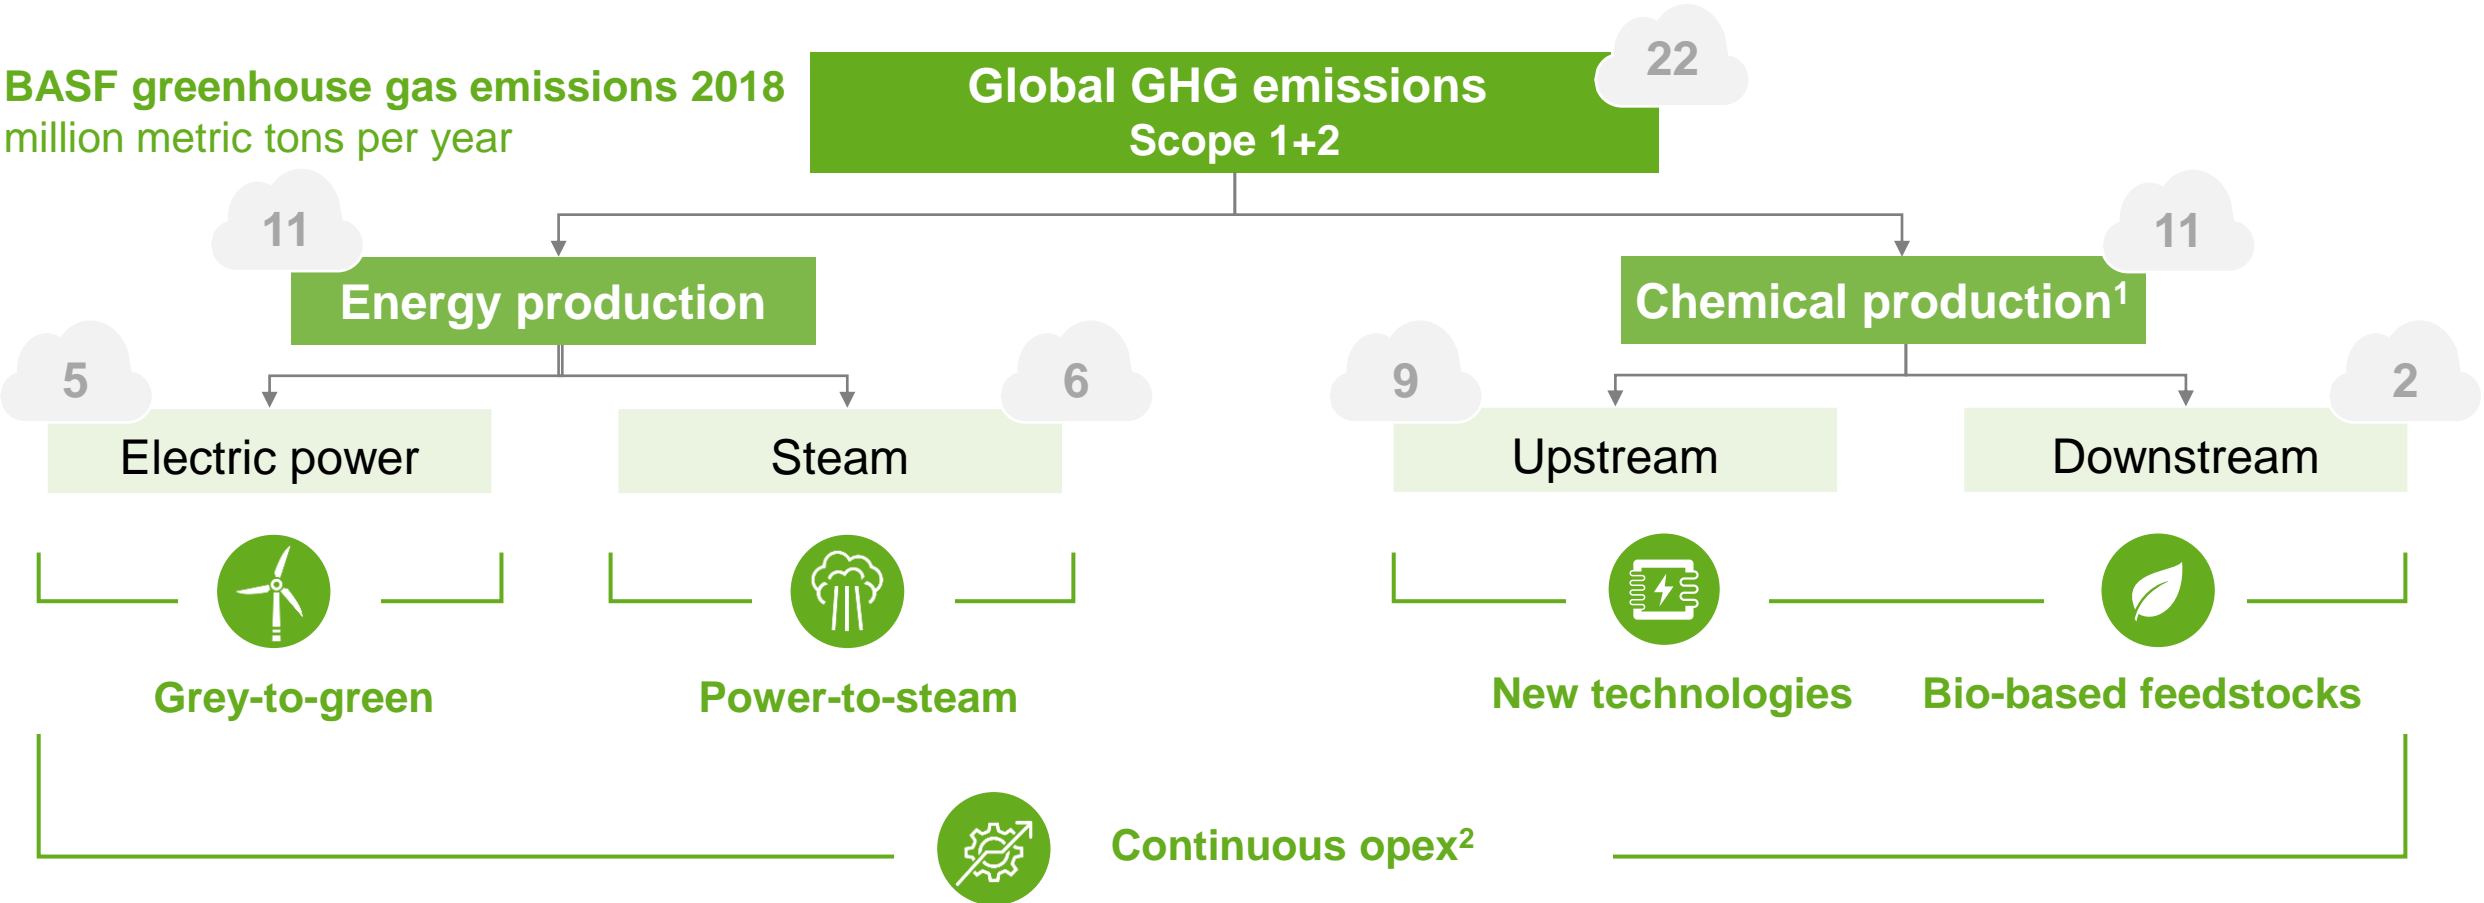 BASF greenhouse gas emissions 2018
million metric tons per year
Global GHG emissions
Scope 1+2
22
11
Energy production
11
Chemical production¹
5
Electric power
6
Steam
9
Upstream
2
Downstream
Grey-to-green
Power-to-steam
New technologies
Bio-based feedstocks
Continuous opex²